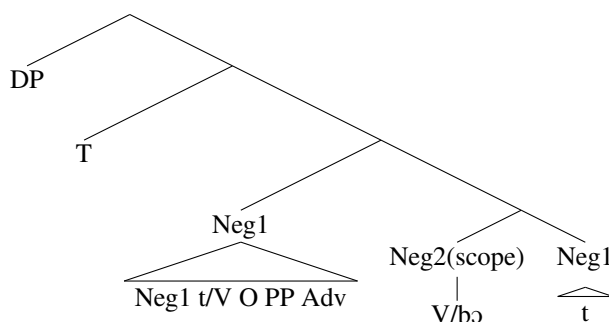 DP
T
Neg1
Neg2(scope) Neg1
Neg1 t/V O PP Adv
V/bɔ t